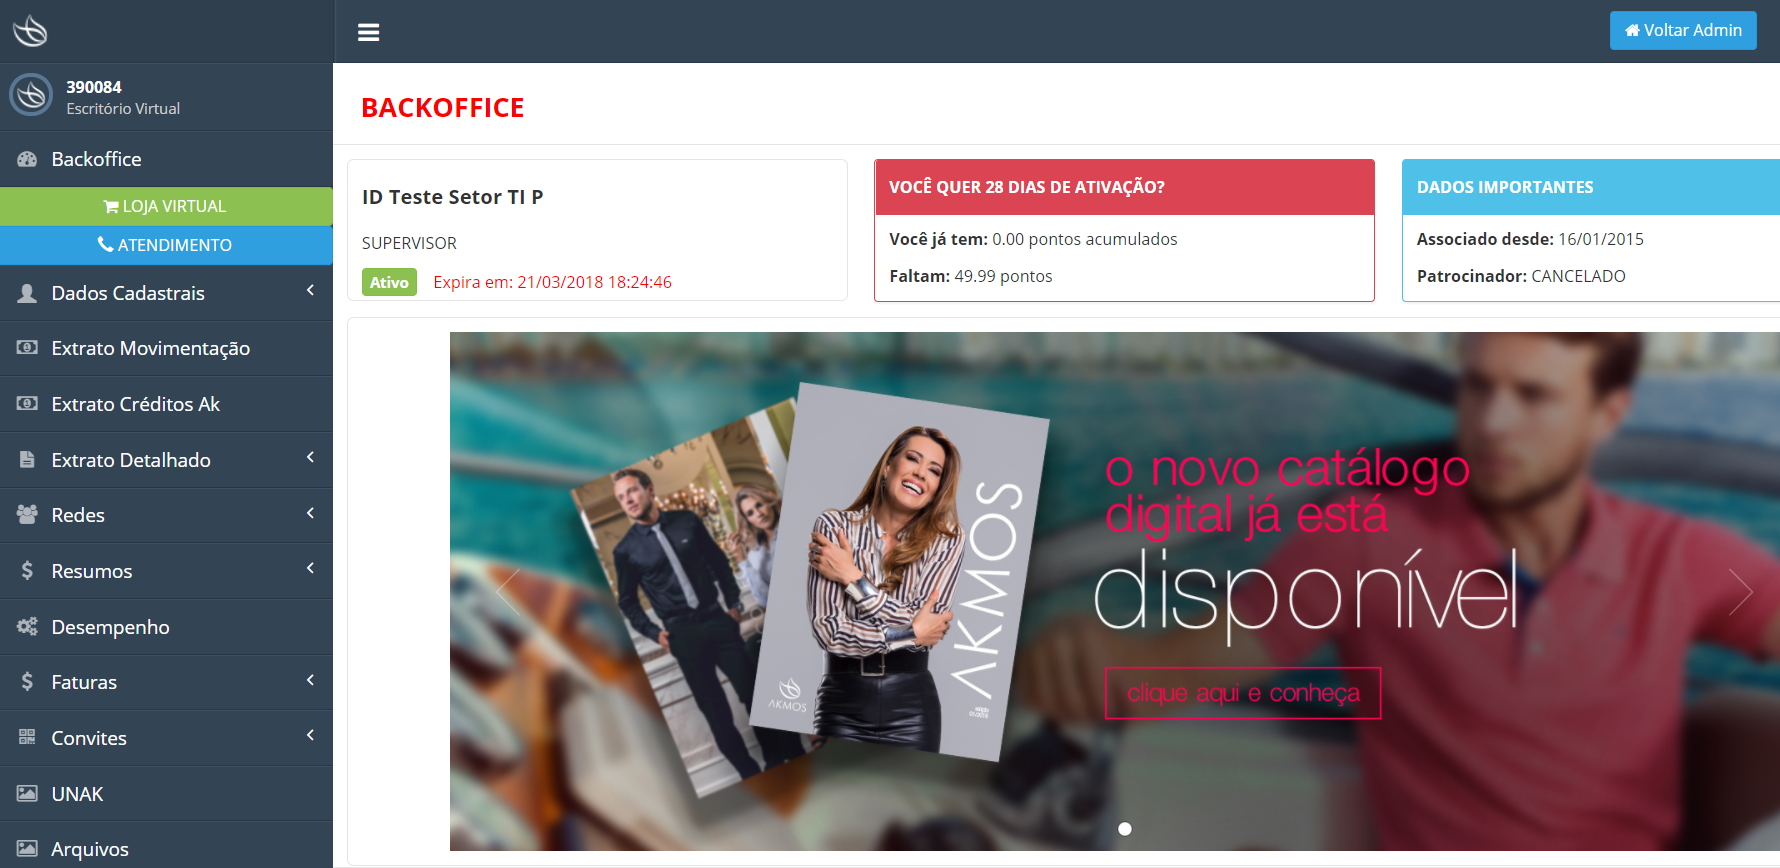 Voltar Admin
390084
Escritório Virtual
Backoffice
LOJA VIRTUAL
ATENDIMENTO
Dados Cadastrais
Extrato Movimentação
Extrato Créditos Ak
Extrato Detalhado
Redes
Resumos
Desempenho
Faturas
Convites
UNAK
Arquivos
BACKOFFICE
ID Teste Setor TI P
SUPERVISOR
Ativo Expira em: 21/03/2018 18:24:46
VOCÊ QUER 28 DIAS DE ATIVAÇÃO?
Você já tem: 0.00 pontos acumulados
Faltam: 49.99 pontos
DADOS IMPORTANTES
Associado desde: 16/01/2015
Patrocinador: CANCELADO
AKMOS
AKMOS
o novo catálogo
digital já está
disponível
clique aqui e conheça